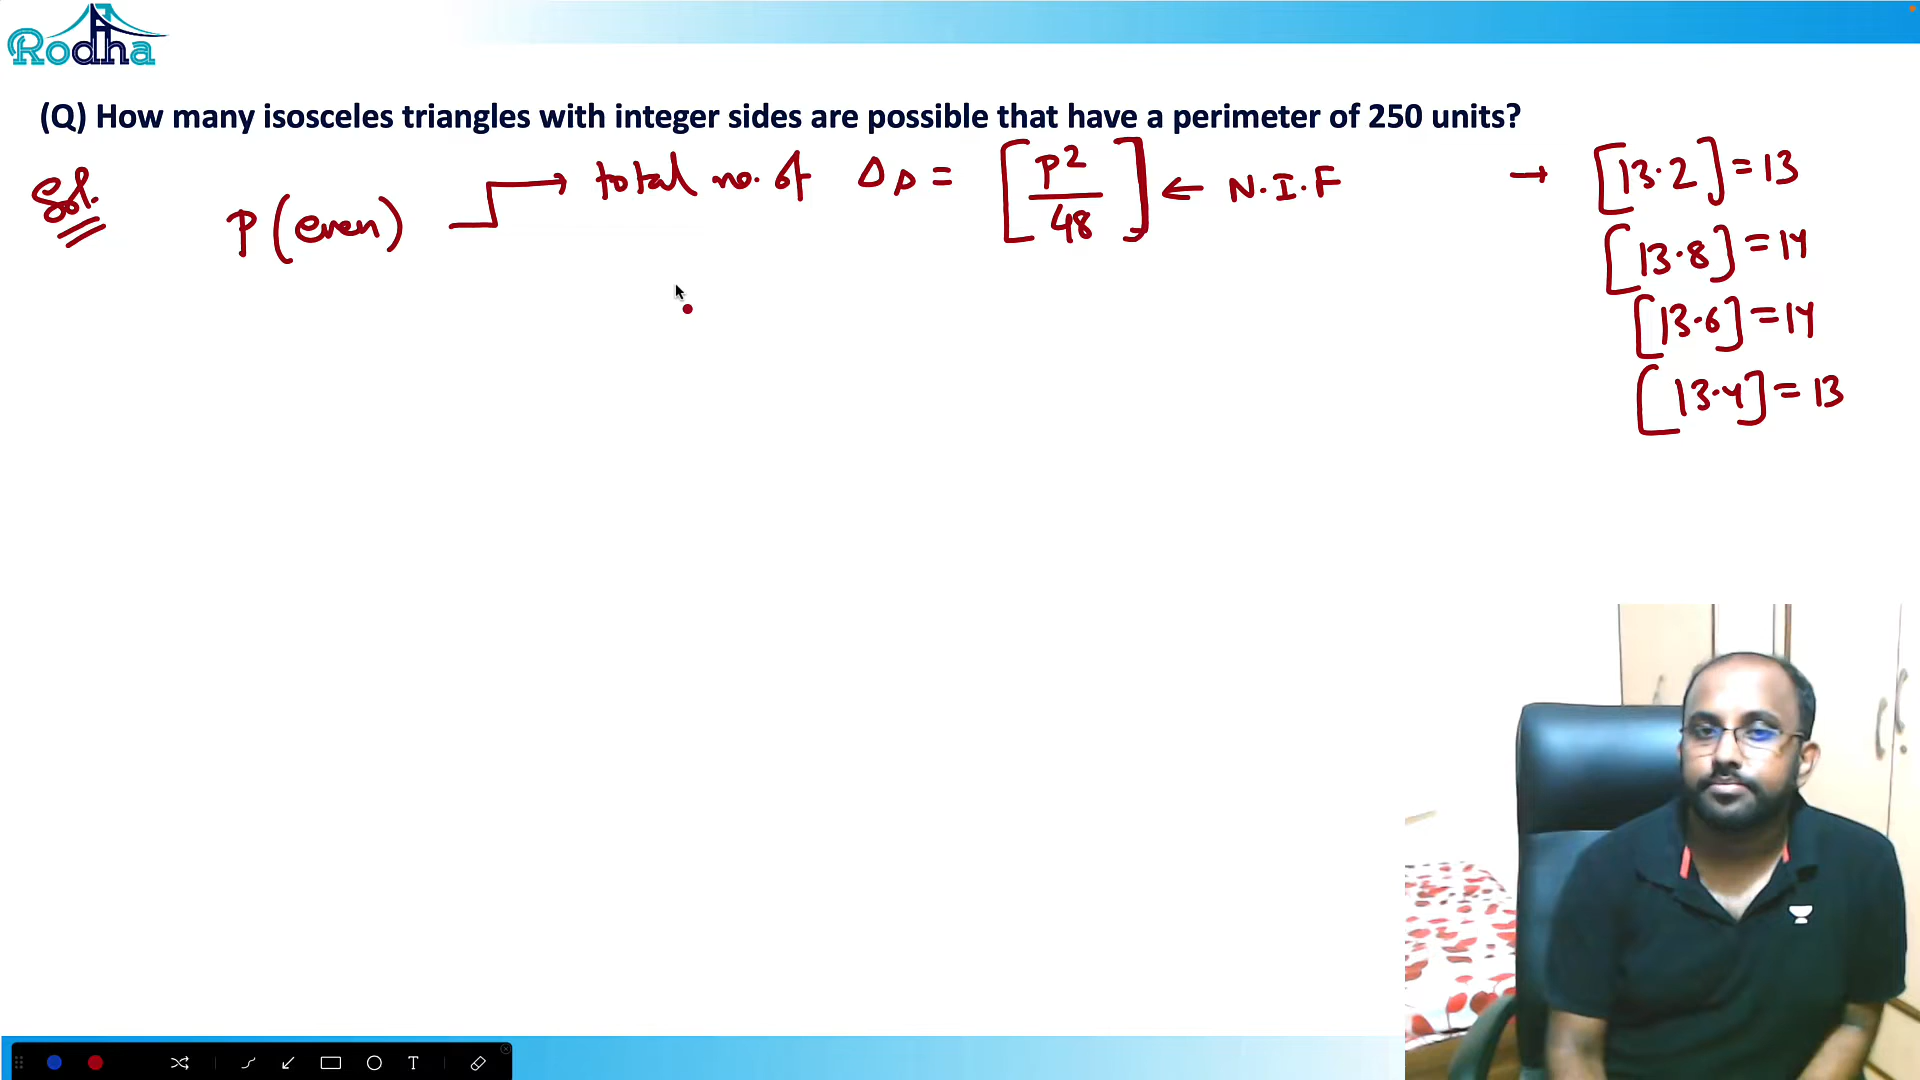 Rodha
(Q) How many isosceles triangles with integer sides are possible that have a perimeter of 250 units?
Sol.
P (even) → total no. of Δs = [P²/48] ← N.I.F
→ [13.2] = 13
[13.8] = 14
[13.6] = 14
[13.4] = 13
T